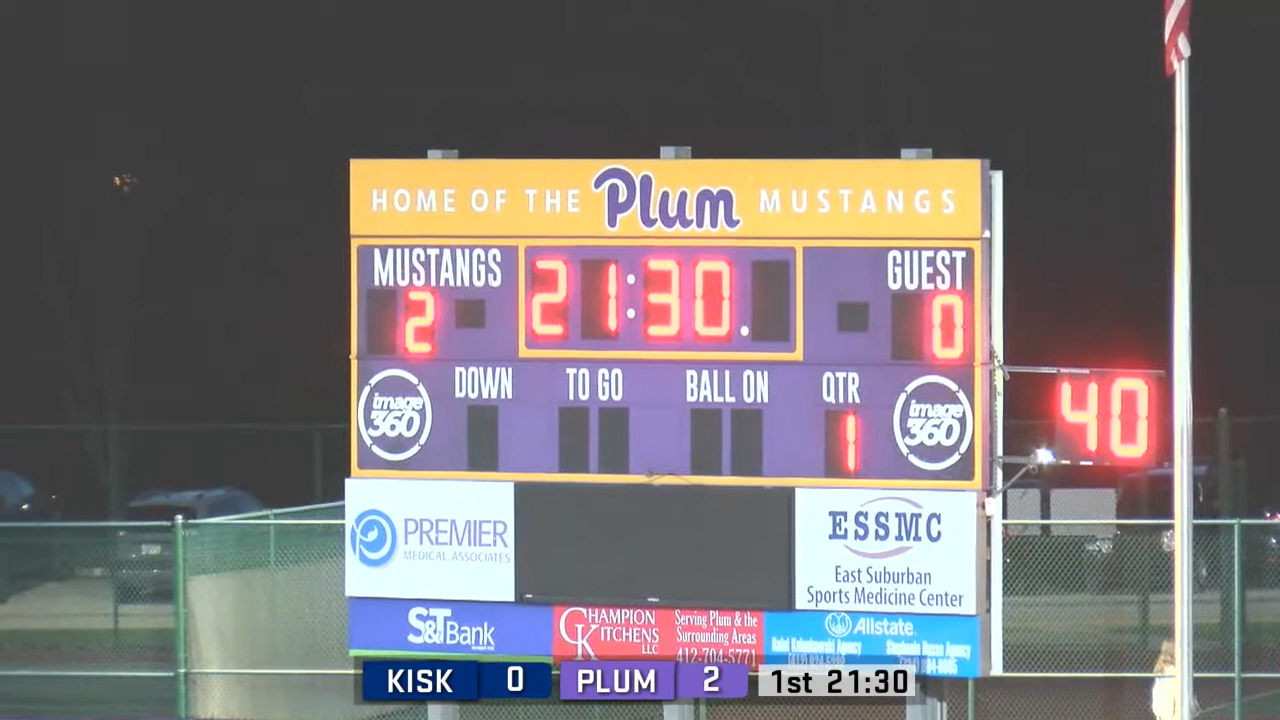 HOME OF THE Plum MUSTANGS
MUSTANGS
GUEST
2
21:30.
0
DOWN
TO GO
BALL ON
QTR
image 360
1
image 360
40
PREMIER
MEDICAL ASSOCIATES
ESSMC
East Suburban
Sports Medicine Center
S&T Bank
CHAMPION
KITCHENS
LLC
Serving Plum & the
Surrounding Areas
412-704-5771
Allstate
Agency
Agency
KISK 0 PLUM 2 1st 21:30